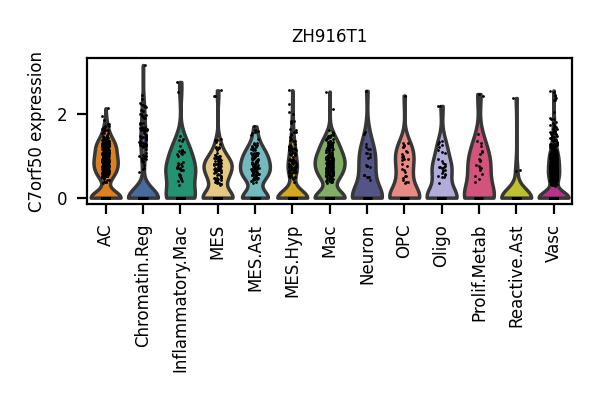 ZH916T1
C7orf50 expression
2
0
AC
Chromatin.Reg
Inflammatory.Mac
MES
MES.Ast
MES.Hyp
Mac
Neuron
OPC
Oligo
Prolif.Metab
Reactive.Ast
Vasc